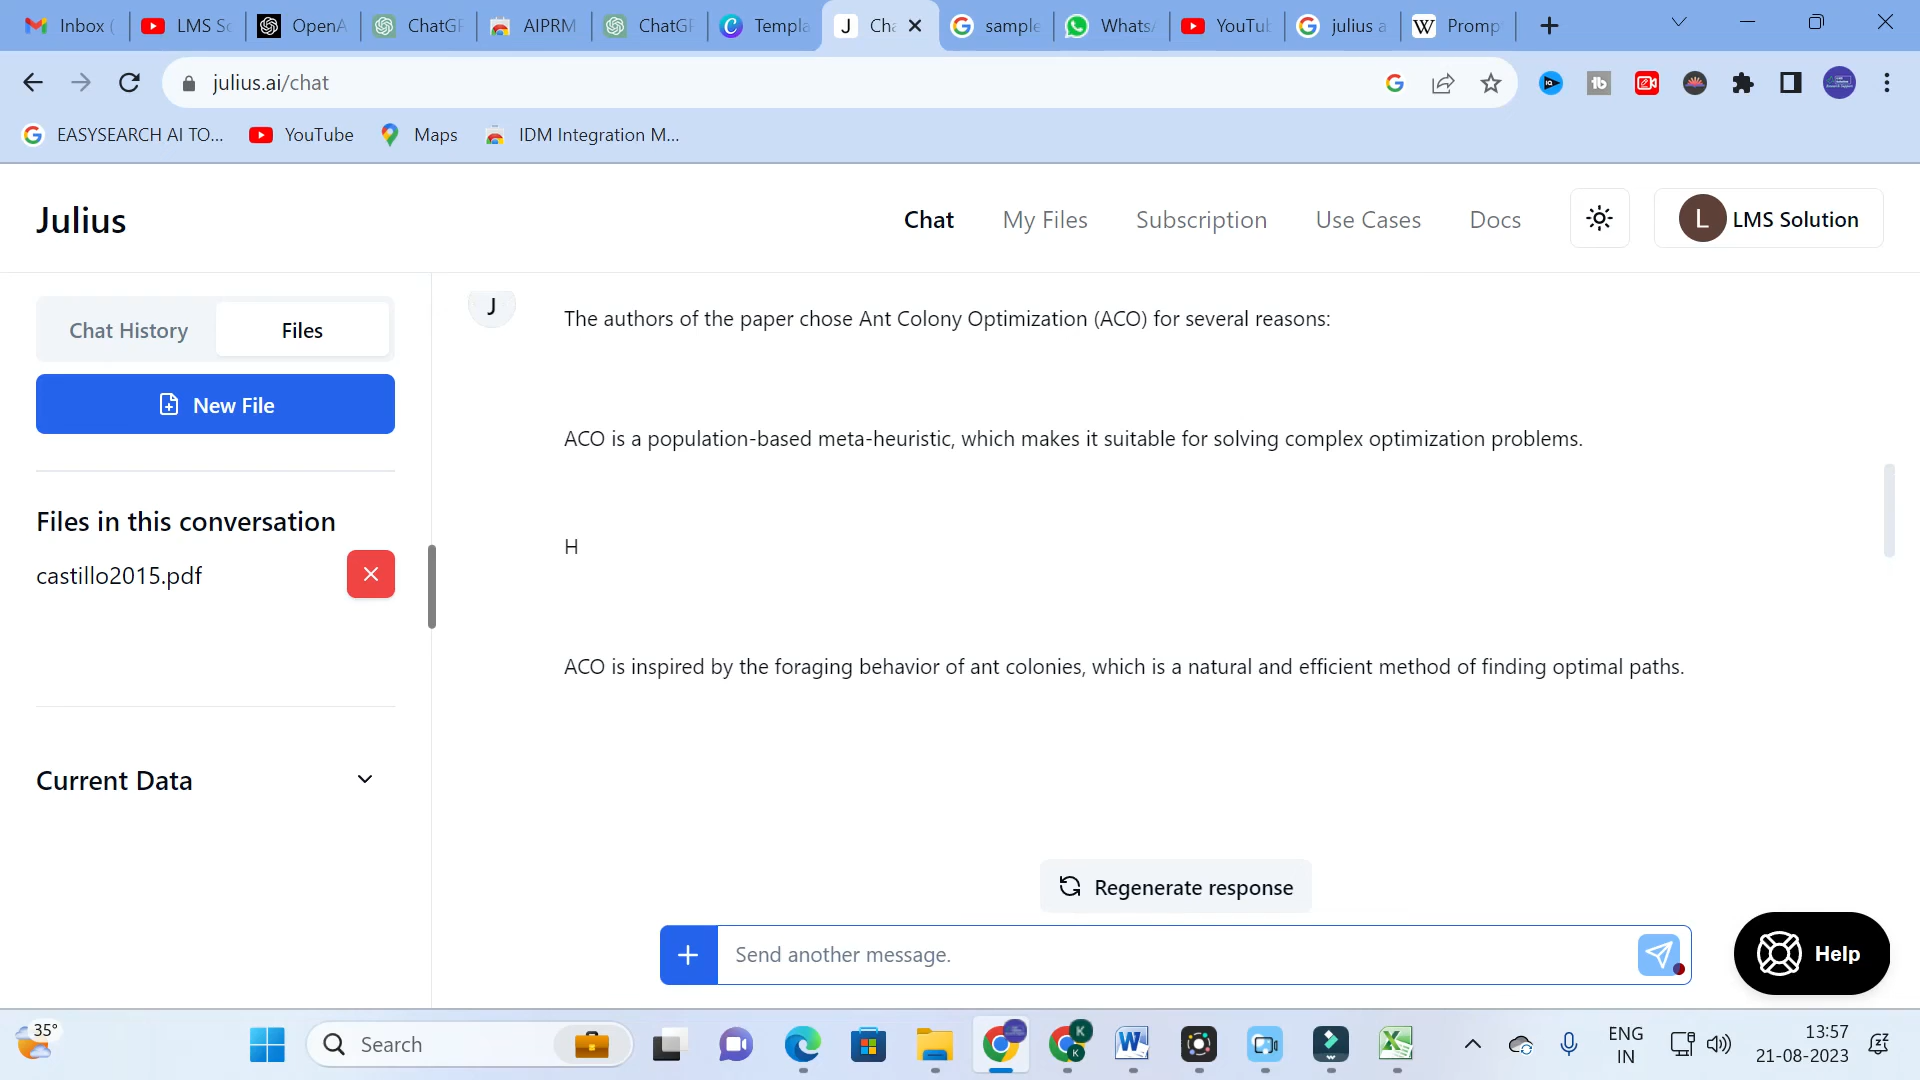 Inbox (
LMS So
OpenA
ChatGP
AIPRM
ChatGP
Templa
J Cha
sample
Whats
YouTub
julius a
W Promp
julius.ai/chat
EASYSEARCH AI TO...
YouTube
Maps
IDM Integration M...
Julius
Chat
My Files
Subscription
Use Cases
Docs
L LMS Solution
Chat History
Files
New File
Files in this conversation
castillo2015.pdf
Current Data
J
The authors of the paper chose Ant Colony Optimization (ACO) for several reasons:
ACO is a population-based meta-heuristic, which makes it suitable for solving complex optimization problems.
H
ACO is inspired by the foraging behavior of ant colonies, which is a natural and efficient method of finding optimal paths.
Regenerate response
Send another message.
Help
35°
Search
ENG
IN
13:57
21-08-2023